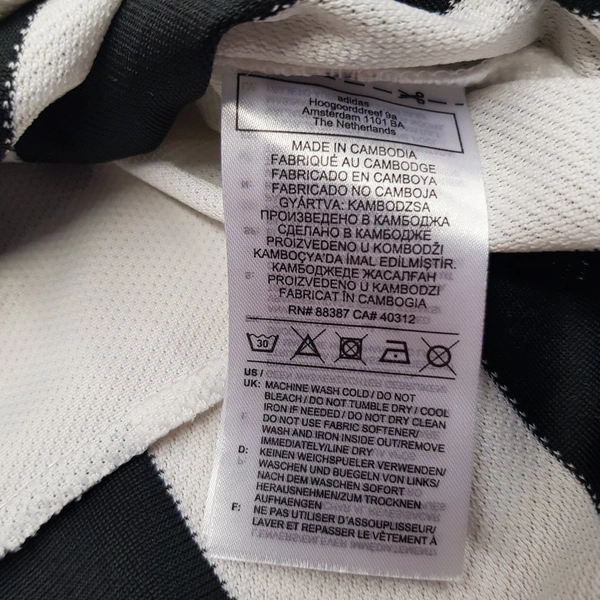 adidas
Hoogoorddreef 9a
Amsterdam 1101 BA
The Netherlands
MADE IN CAMBODIA
FABRIQUÉ AU CAMBODGE
FABRICADO EN CAMBOYA
FABRICADO NO CAMBOJA
GYÁRTVA: KAMBODZSA
ПРОИЗВЕДЕНО В КАМБОДЖА
СДЕЛАНО В КАМБОДЖЕ
PROIZVEDENO U KOMBODŽI
KAMBOÇYA'DA İMAL EDİLMİŞTİR.
КАМБОДЖЕДЕ ЖАСАЛҒАН
PROIZVEDENO U KAMBODZI
FABRICAT ÎN CAMBOGIA
RN# 88387 CA# 40312
30
US /
UK: MACHINE WASH COLD / DO NOT
BLEACH / DO NOT TUMBLE DRY / COOL
IRON IF NEEDED / DO NOT DRY CLEAN
DO NOT USE FABRIC SOFTENER/
WASH AND IRON INSIDE OUT/REMOVE
IMMEDIATELY/LINE DRY
D: KEINEN WEICHSPUELER VERWENDEN/
WASCHEN UND BUEGELN VON LINKS/
NACH DEM WASCHEN SOFORT
HERAUSNEHMEN/ZUM TROCKNEN
AUFHAENGEN
F: NE PAS UTILISER D'ASSOUPLISEUR/
LAVER ET REPASSER LE VÊTEMENT À